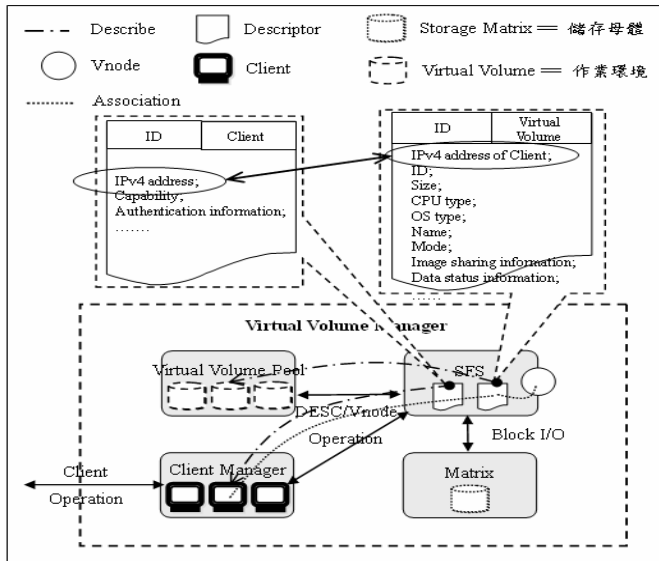 Describe
Descriptor
Storage Matrix == 儲存母體
Vnode
Client
Virtual Volume == 作業環境
Association
ID
Client
IPv4 address;
Capability;
Authentication information;
.......
ID
Virtual
Volume
IPv4 address of Client;
ID;
Size;
CPU type;
OS type;
Name;
Mode;
Image sharing information;
Data status information;
......
Virtual Volume Manager
Virtual Volume Pool
SFS
DESC/Vnode
Operation
Block I/O
Client
Operation
Client Manager
Matrix